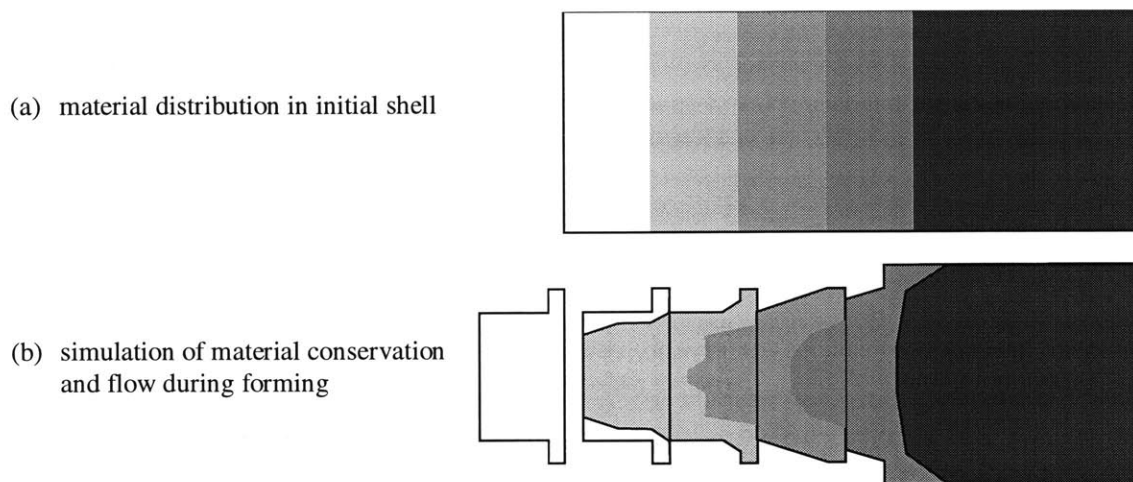 (a) material distribution in initial shell
(b) simulation of material conservation
and flow during forming